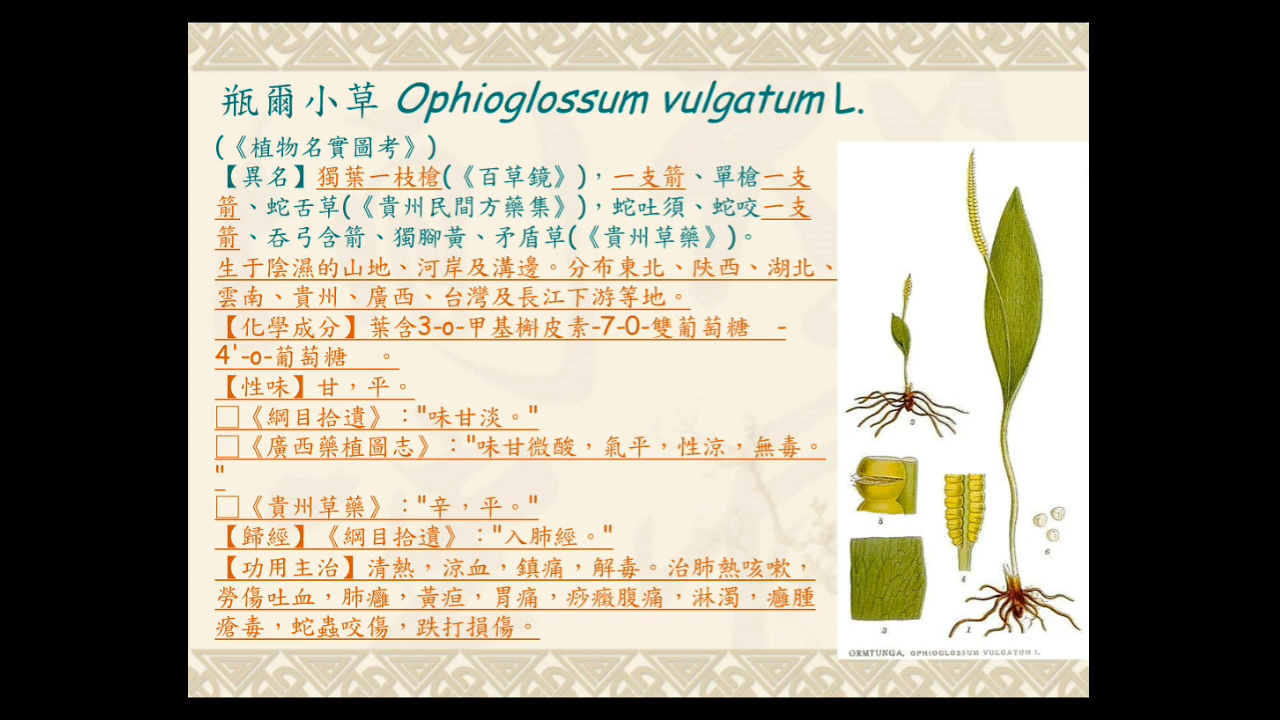 瓶爾小草 Ophioglossum vulgatum L.
(《植物名實圖考》)
【異名】獨葉一枝槍(《百草鏡》)，一支箭、單槍一支
箭、蛇舌草(《貴州民間方藥集》)，蛇吐須、蛇咬一支
箭、吞弓含箭、獨腳黃、矛盾草(《貴州草藥》)。
生于陰濕的山地、河岸及溝邊。分布東北、陝西、湖北、
雲南、貴州、廣西、台灣及長江下游等地。
【化學成分】葉含3-o-甲基槲皮素-7-O-雙葡萄糖 -
4'-o-葡萄糖 。
【性味】甘，平。
□《綱目拾遺》："味甘淡。"
□《廣西藥植圖志》："味甘微酸，氣平，性涼，無毒。
"
□《貴州草藥》："辛，平。"
【歸經】《綱目拾遺》："入肺經。"
【功用主治】清熱，涼血，鎮痛，解毒。治肺熱咳嗽，
勞傷吐血，肺癰，黃疸，胃痛，痧癥腹痛，淋濁，癰腫
瘡毒，蛇蟲咬傷，跌打損傷。
2
5
4
6
3
1
ORMTUNGA, OPHIOGLOSSUM VULGATUM L.